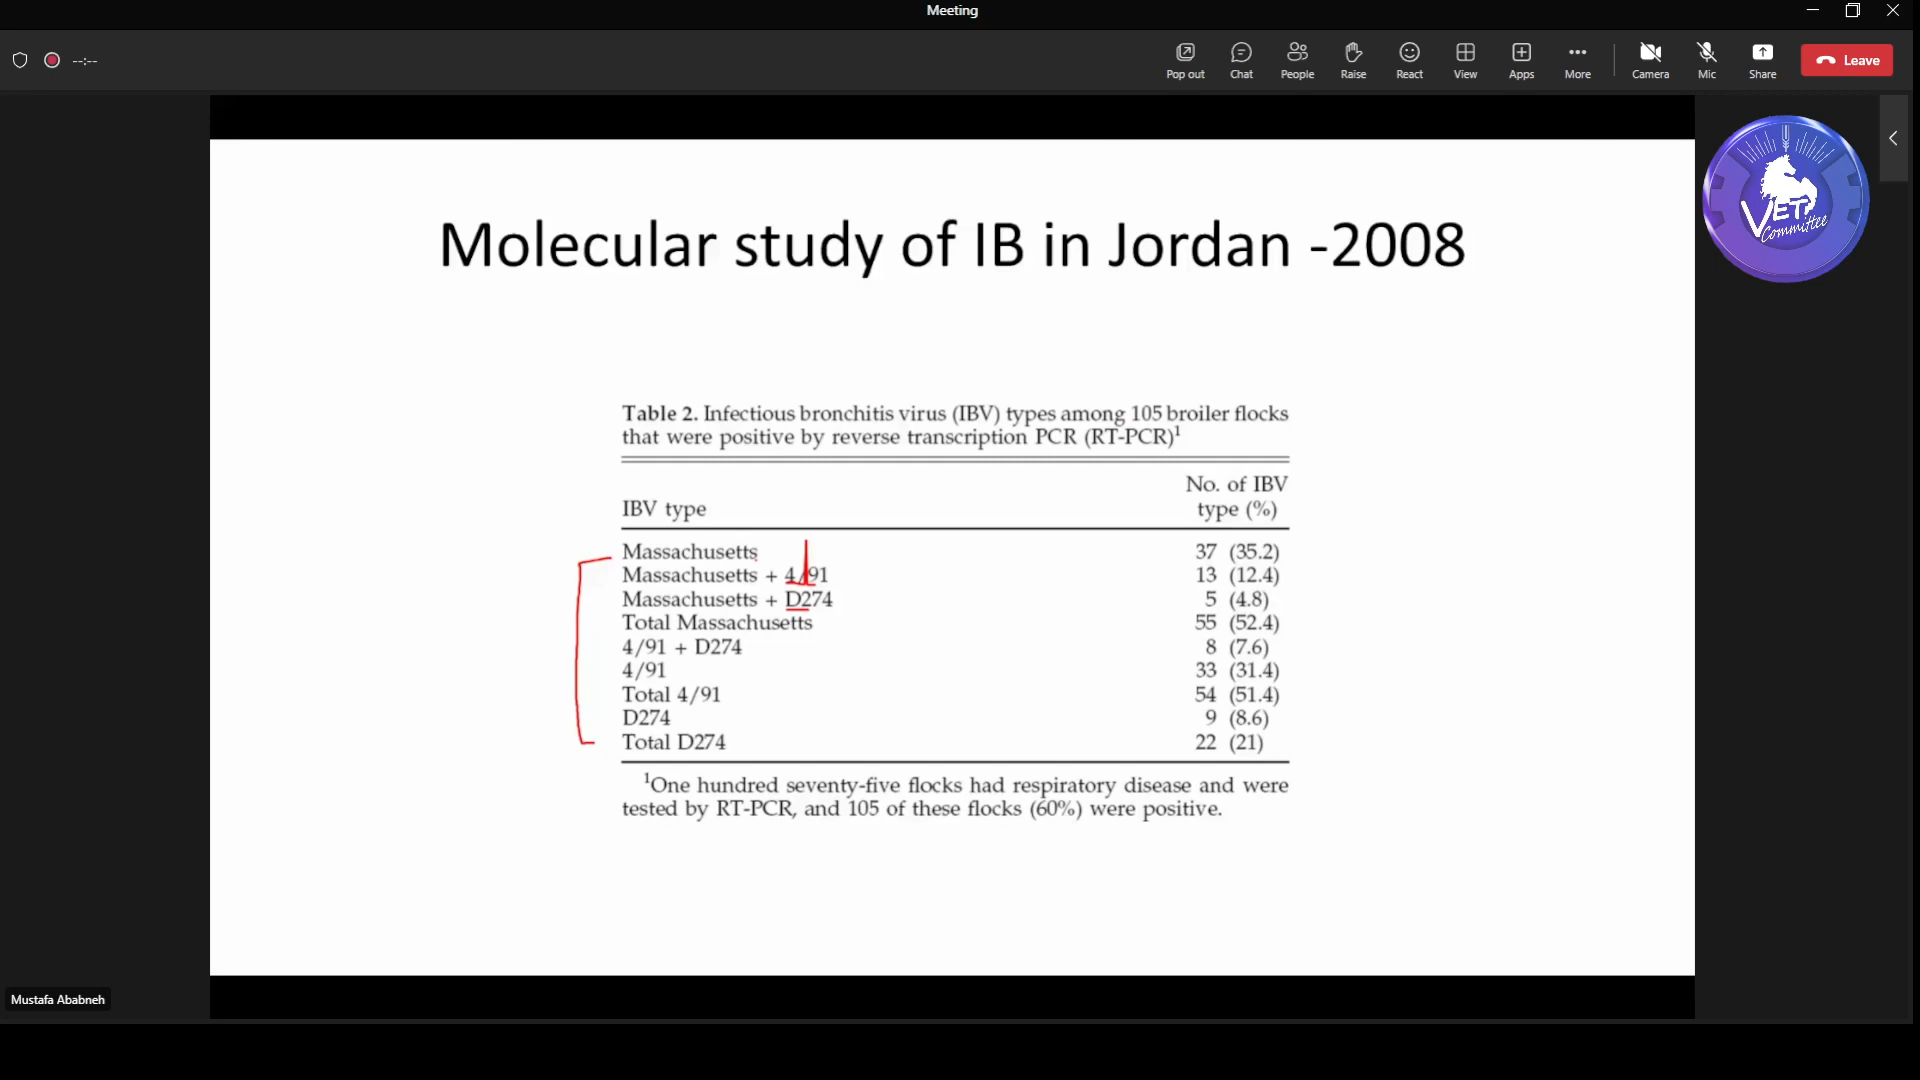 Meeting
--:--
Pop out Chat People Raise React View Apps More Camera Mic Share Leave
VET
Committee
Molecular study of IB in Jordan -2008
Table 2. Infectious bronchitis virus (IBV) types among 105 broiler flocks
that were positive by reverse transcription PCR (RT-PCR)¹
No. of IBV
IBV type type (%)
Massachusetts 37 (35.2)
Massachusetts + 4/91 13 (12.4)
Massachusetts + D274 5 (4.8)
Total Massachusetts 55 (52.4)
4/91 + D274 8 (7.6)
4/91 33 (31.4)
Total 4/91 54 (51.4)
D274 9 (8.6)
Total D274 22 (21)
¹One hundred seventy-five flocks had respiratory disease and were
tested by RT-PCR, and 105 of these flocks (60%) were positive.
Mustafa Ababneh